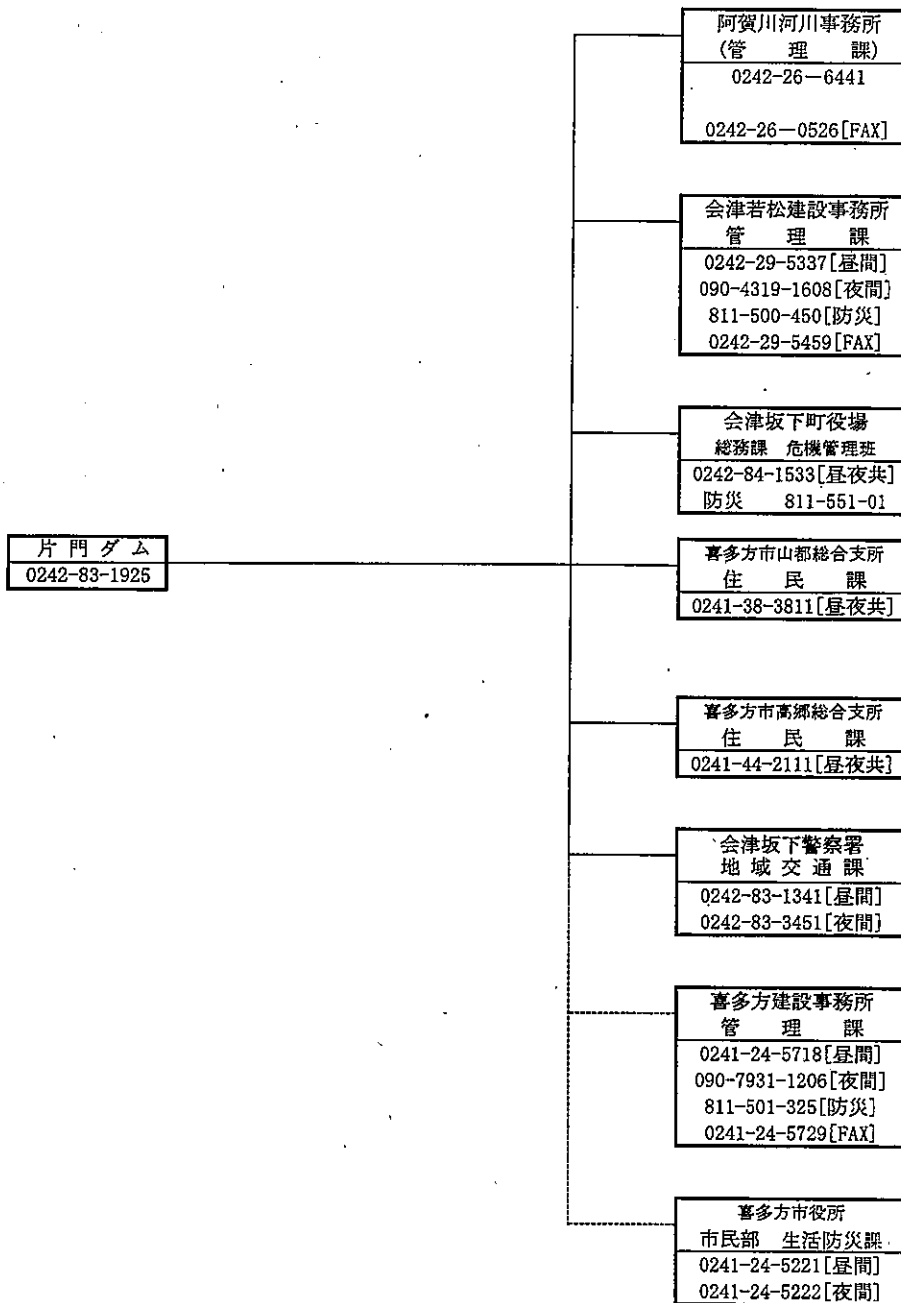 阿賀川河川事務所
(管 理 課)
0242-26-6441
0242-26-0526[FAX]
会津若松建設事務所
管 理 課
0242-29-5337[昼間]
090-4319-1608[夜間]
811-500-450[防災]
0242-29-5459[FAX]
会津坂下町役場
総務課 危機管理班
0242-84-1533[昼夜共]
防災 811-551-01
片門ダム
0242-83-1925
喜多方市山都総合支所
住 民 課
0241-38-3811[昼夜共]
喜多方市高郷総合支所
住 民 課
0241-44-2111[昼夜共]
会津坂下警察署
地域交通課
0242-83-1341[昼間]
0242-83-3451[夜間]
喜多方建設事務所
管 理 課
0241-24-5718[昼間]
090-7931-1206[夜間]
811-501-325[防災]
0241-24-5729[FAX]
喜多方市役所
市民部 生活防災課
0241-24-5221[昼間]
0241-24-5222[夜間]